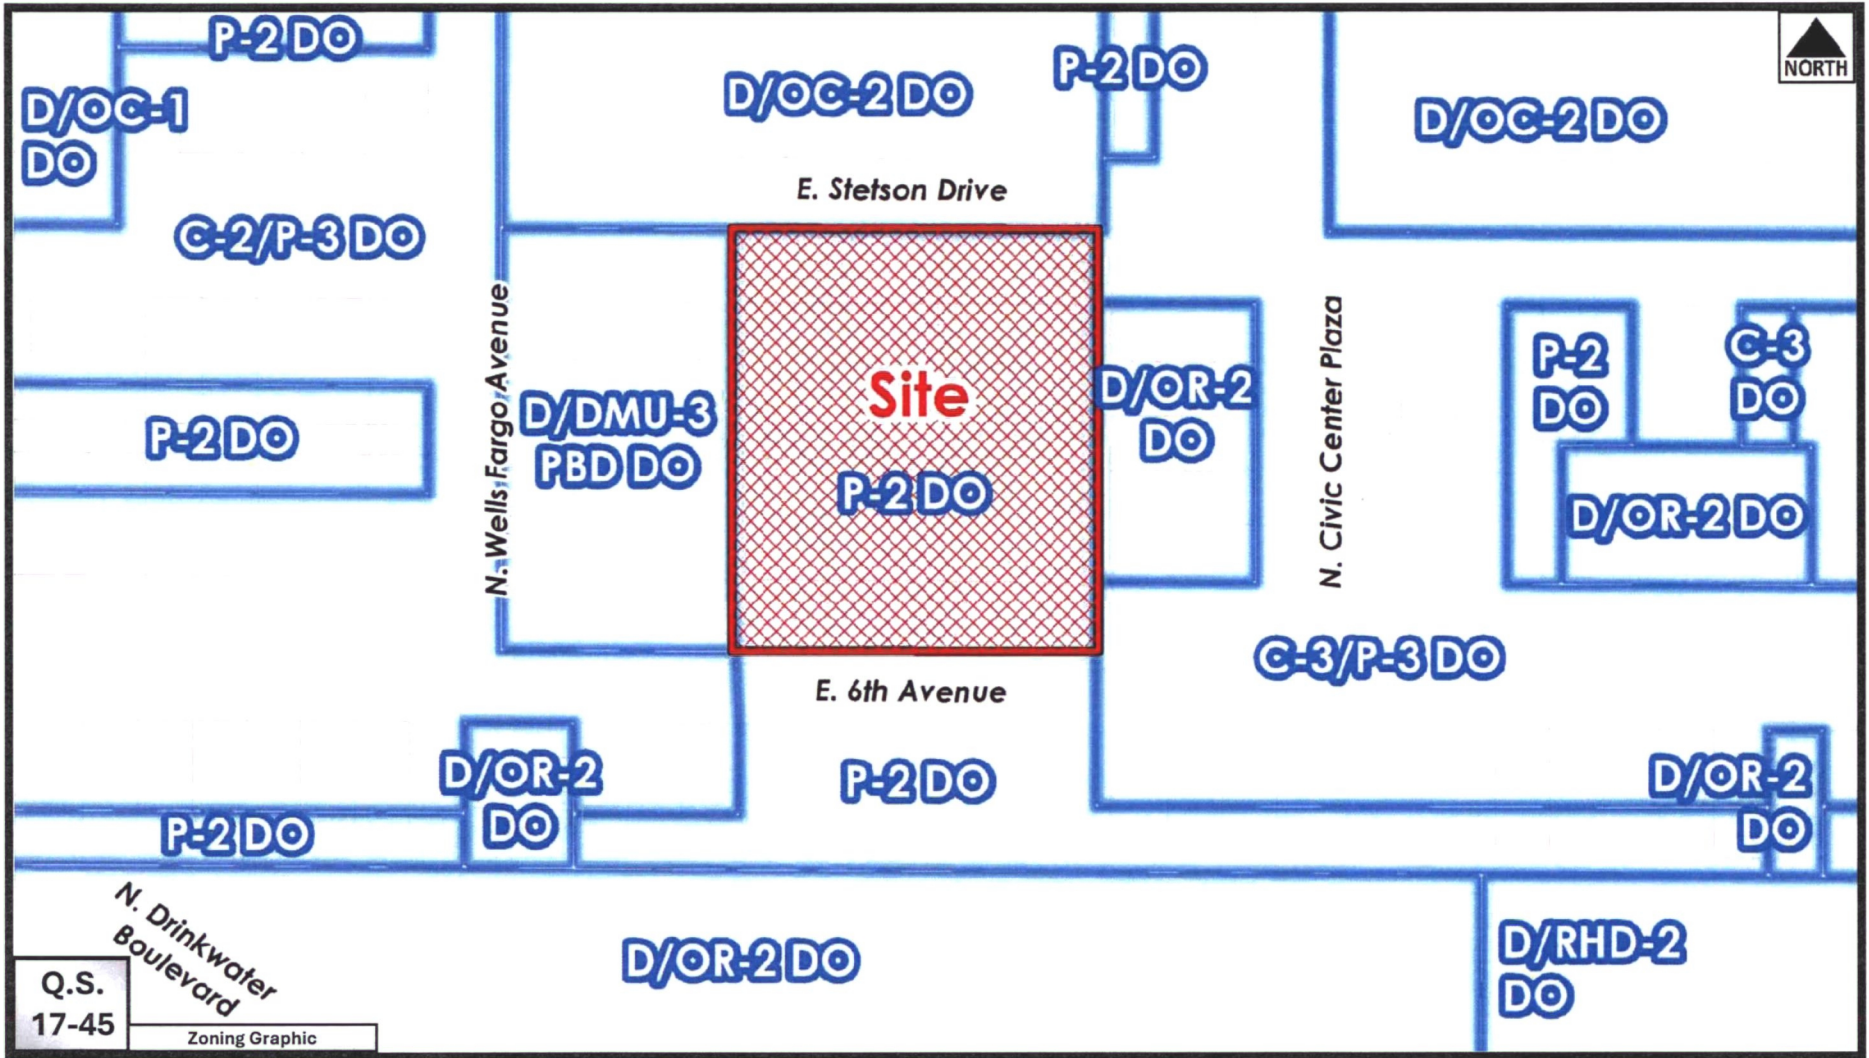 P-2 DO
D/OC-1
DO
D/OC-2 DO
P-2 DO
D/OC-2 DO
NORTH
E. Stetson Drive
C-2/P-3 DO
N. Wells Fargo Avenue
P-2 DO
D/DMU-3
PBD DO
Site
P-2 DO
D/OR-2
DO
N. Civic Center Plaza
P-2
DO
C-3
DO
D/OR-2 DO
C-3/P-3 DO
E. 6th Avenue
D/OR-2
DO
P-2 DO
P-2 DO
D/OR-2
DO
N. Drinkwater
Boulevard
D/OR-2 DO
D/RHD-2
DO
Q.S.
17-45
Zoning Graphic